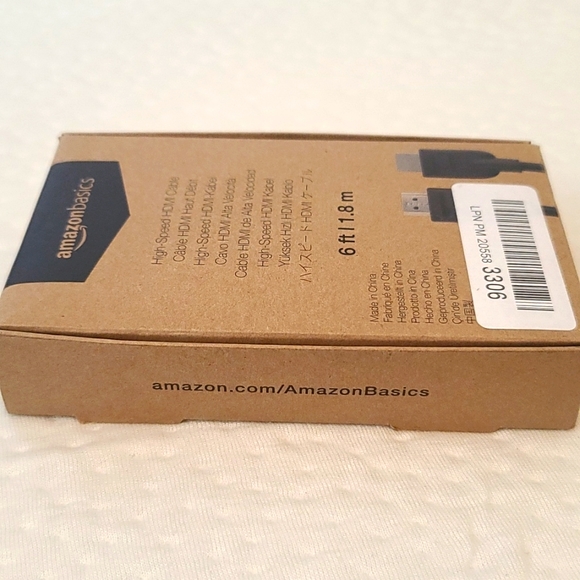 amazonbasics
High-Speed HDMI Cable
Câble HDMI Haut Débit
High-Speed HDMI-Kabel
Cavo HDMI Alta Velocità
Cable HDMI de Alta Velocidad
High-Speed HDMI Kabel
Yüksek Hızlı HDMI Kablo
ハイスピード HDMI ケーブル
6 ft | 1.8 m
Made in China
Fabriqué en Chine
Hergestellt in China
Prodotto in Cina
Hecho en China
Geproduceerd in China
Çin'de Üretilmiştir
中国製
LPN PM 20558 3306
amazon.com/AmazonBasics